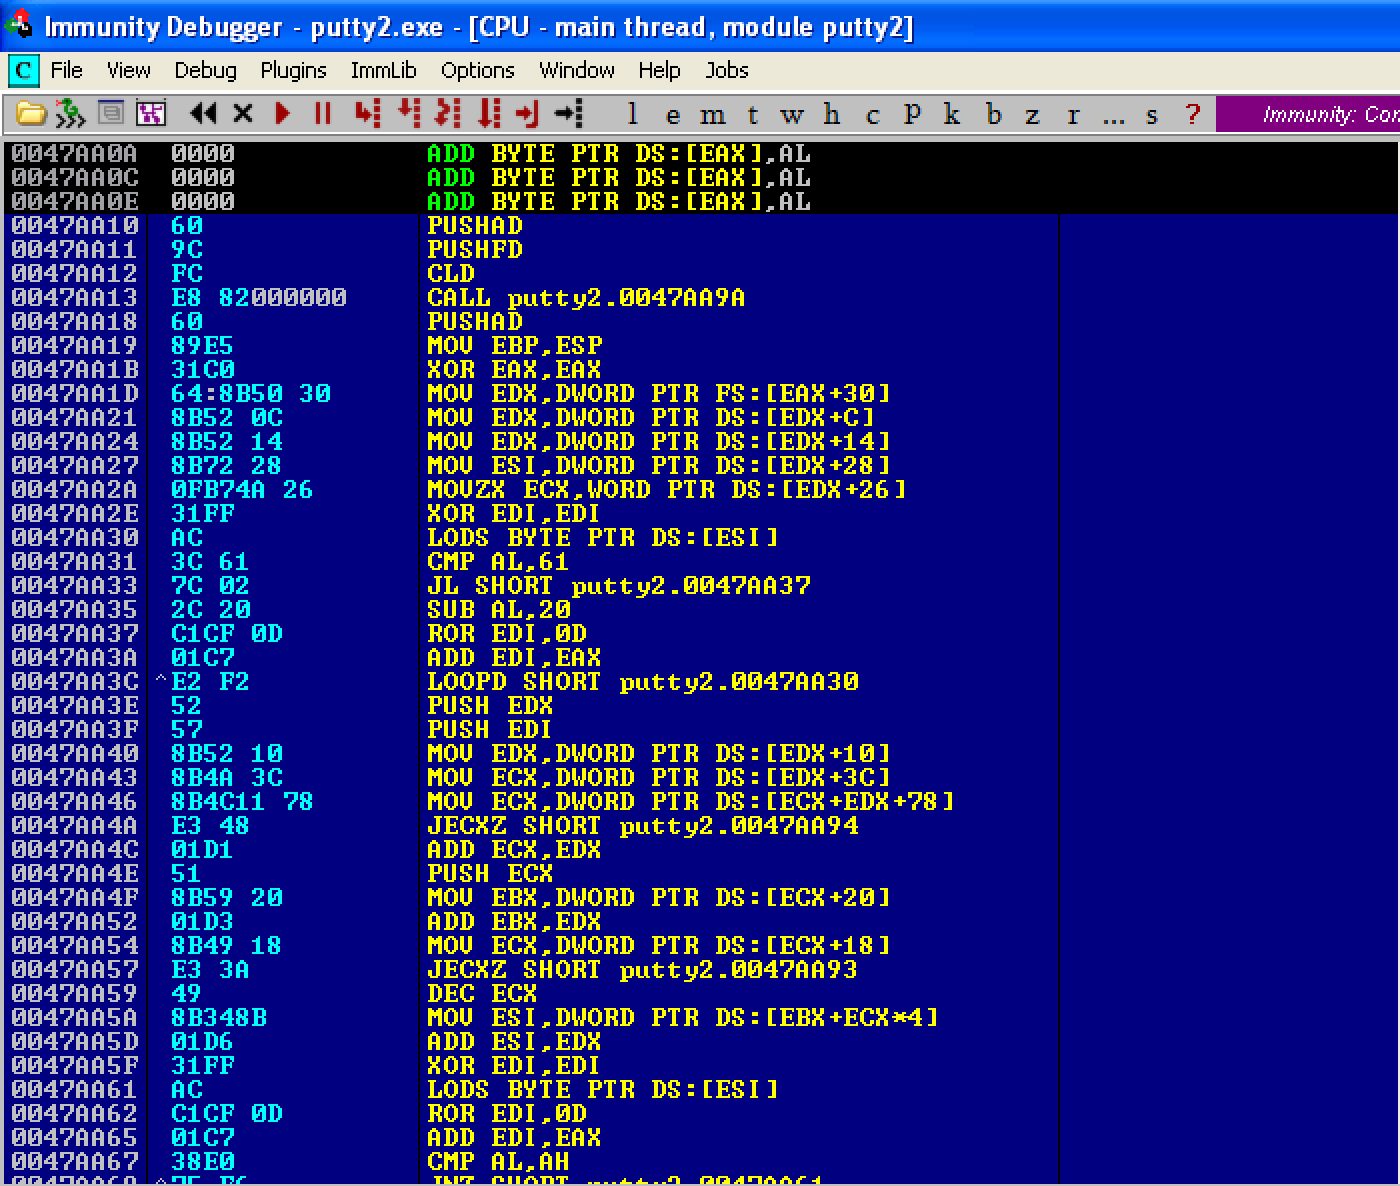 Immunity Debugger - putty2.exe - [CPU - main thread, module putty2]
C File View Debug Plugins ImmLib Options Window Help Jobs
l e m t w h c P k b z r ... s ? Immunity: Con
0047AA0A 0000 ADD BYTE PTR DS:[EAX],AL
0047AA0C 0000 ADD BYTE PTR DS:[EAX],AL
0047AA0E 0000 ADD BYTE PTR DS:[EAX],AL
0047AA10 60 PUSHAD
0047AA11 9C PUSHFD
0047AA12 FC CLD
0047AA13 E8 82000000 CALL putty2.0047AA9A
0047AA18 60 PUSHAD
0047AA19 89E5 MOV EBP,ESP
0047AA1B 31C0 XOR EAX,EAX
0047AA1D 64:8B50 30 MOV EDX,DWORD PTR FS:[EAX+30]
0047AA21 8B52 0C MOV EDX,DWORD PTR DS:[EDX+C]
0047AA24 8B52 14 MOV EDX,DWORD PTR DS:[EDX+14]
0047AA27 8B72 28 MOV ESI,DWORD PTR DS:[EDX+28]
0047AA2A 0FB74A 26 MOVZX ECX,WORD PTR DS:[EDX+26]
0047AA2E 31FF XOR EDI,EDI
0047AA30 AC LODS BYTE PTR DS:[ESI]
0047AA31 3C 61 CMP AL,61
0047AA33 7C 02 JL SHORT putty2.0047AA37
0047AA35 2C 20 SUB AL,20
0047AA37 C1CF 0D ROR EDI,0D
0047AA3A 01C7 ADD EDI,EAX
0047AA3C ^E2 F2 LOOPD SHORT putty2.0047AA30
0047AA3E 52 PUSH EDX
0047AA3F 57 PUSH EDI
0047AA40 8B52 10 MOV EDX,DWORD PTR DS:[EDX+10]
0047AA43 8B4A 3C MOV ECX,DWORD PTR DS:[EDX+3C]
0047AA46 8B4C11 78 MOV ECX,DWORD PTR DS:[ECX+EDX+78]
0047AA4A E3 48 JECXZ SHORT putty2.0047AA94
0047AA4C 01D1 ADD ECX,EDX
0047AA4E 51 PUSH ECX
0047AA4F 8B59 20 MOV EBX,DWORD PTR DS:[ECX+20]
0047AA52 01D3 ADD EBX,EDX
0047AA54 8B49 18 MOV ECX,DWORD PTR DS:[ECX+18]
0047AA57 E3 3A JECXZ SHORT putty2.0047AA93
0047AA59 49 DEC ECX
0047AA5A 8B348B MOV ESI,DWORD PTR DS:[EBX+ECX*4]
0047AA5D 01D6 ADD ESI,EDX
0047AA5F 31FF XOR EDI,EDI
0047AA61 AC LODS BYTE PTR DS:[ESI]
0047AA62 C1CF 0D ROR EDI,0D
0047AA65 01C7 ADD EDI,EAX
0047AA67 38E0 CMP AL,AH
0047AA69 ^75 F6 JNZ SHORT putty2.0047AA61